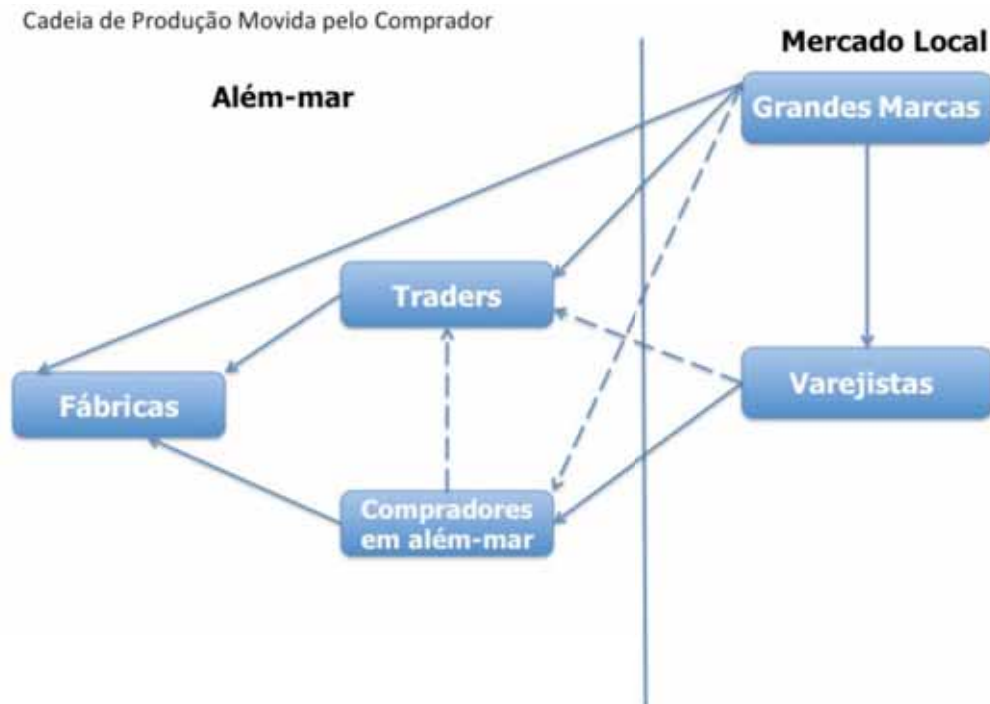 Cadeia de Produção Movida pelo Comprador
Mercado Local
Além-mar
Grandes Marcas
Traders
Varejistas
Fábricas
Compradores
em além-mar